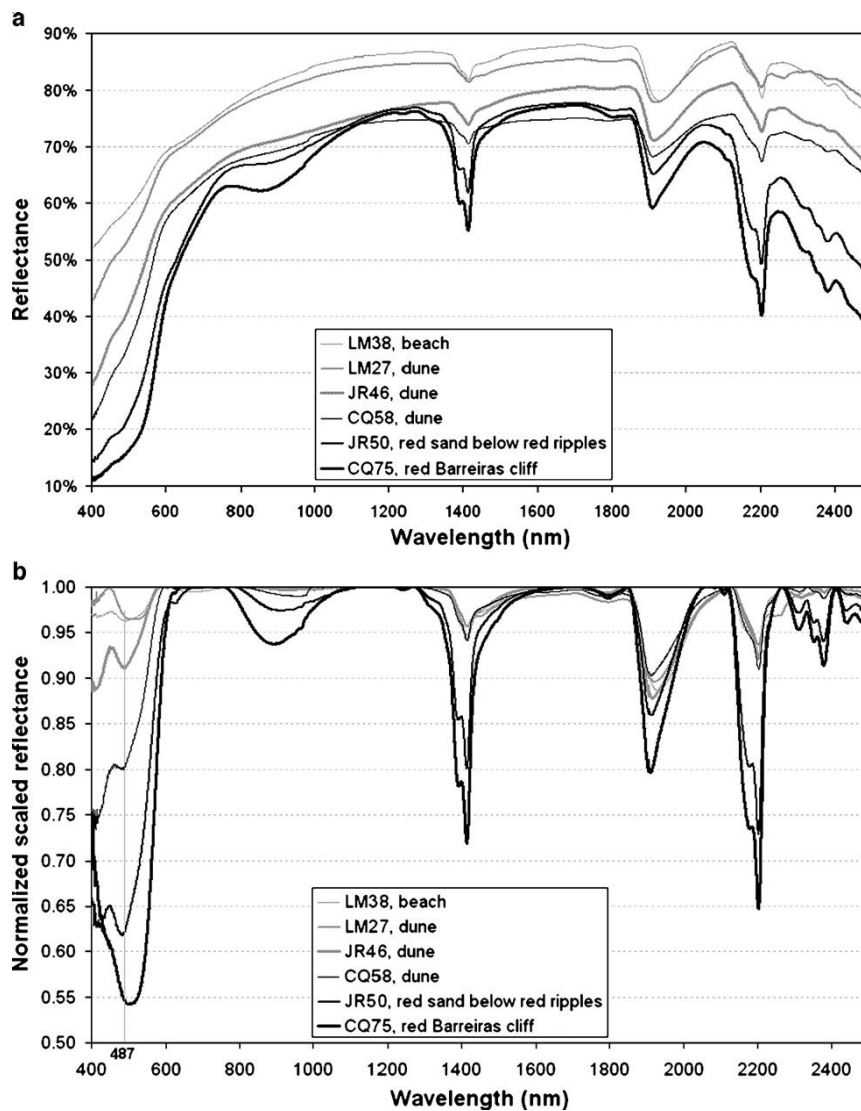 a
90%
80%
70%
60%
50%
40%
30%
20%
10%
Reflectance
LM38, beach
LM27, dune
JR46, dune
CQ58, dune
JR50, red sand below red ripples
CQ75, red Barreiras cliff
400 600 800 1000 1200 1400 1600 1800 2000 2200 2400
Wavelength (nm)
b
1.00
0.95
0.90
0.85
0.80
0.75
0.70
0.65
0.60
0.55
0.50
Normalized scaled reflectance
LM38, beach
LM27, dune
JR46, dune
CQ58, dune
JR50, red sand below red ripples
CQ75, red Barreiras cliff
487
400 600 800 1000 1200 1400 1600 1800 2000 2200 2400
Wavelength (nm)